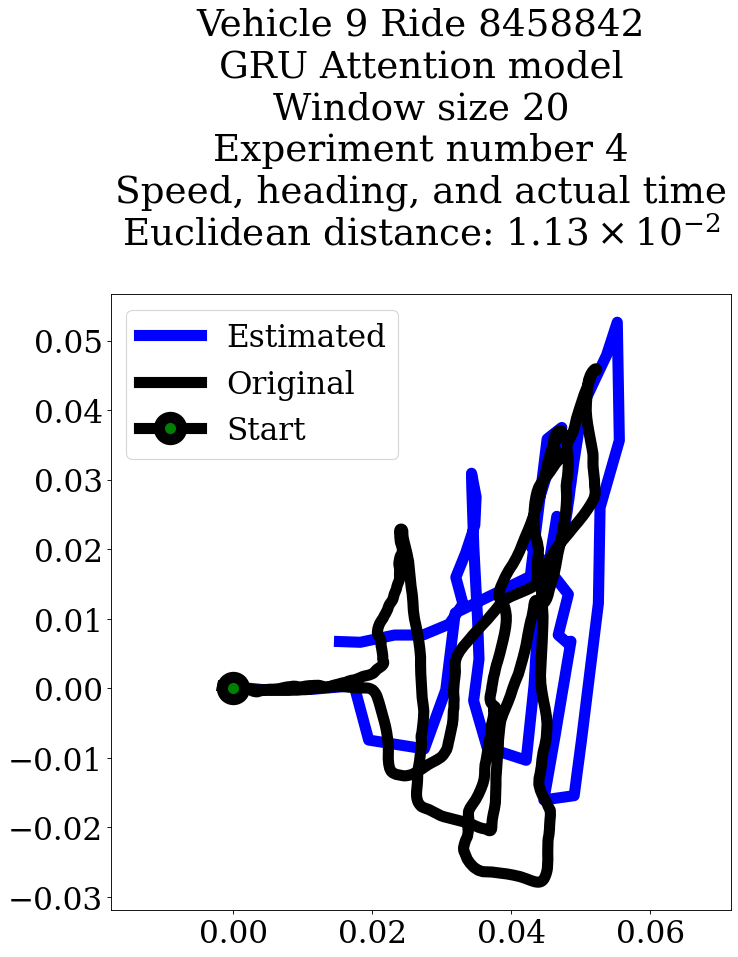 Vehicle 9 Ride 8458842
GRU Attention model
Window size 20
Experiment number 4
Speed, heading, and actual time
Euclidean distance: 1.13 × 10⁻²
Estimated
Original
Start
0.05
0.04
0.03
0.02
0.01
0.00
−0.01
−0.02
−0.03
0.00 0.02 0.04 0.06